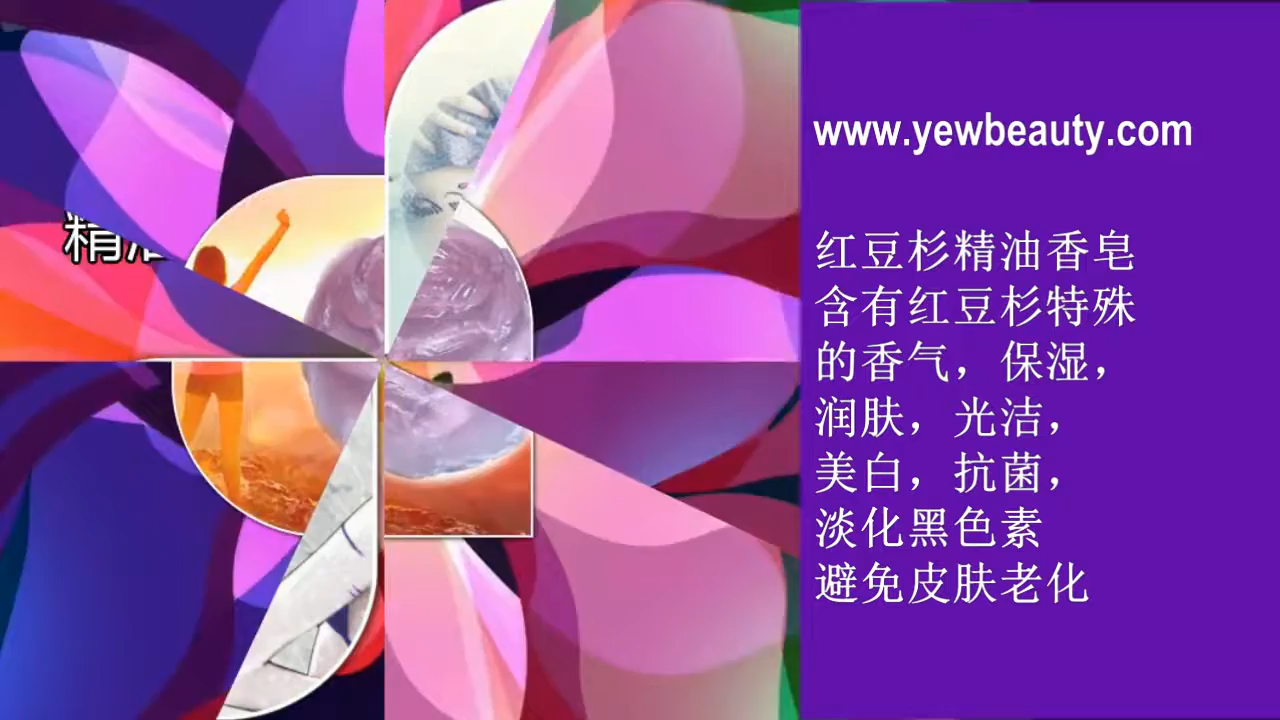 www.yewbeauty.com
精油
红豆杉精油香皂
含有红豆杉特殊
的香气，保湿，
润肤，光洁，
美白，抗菌，
淡化黑色素
避免皮肤老化